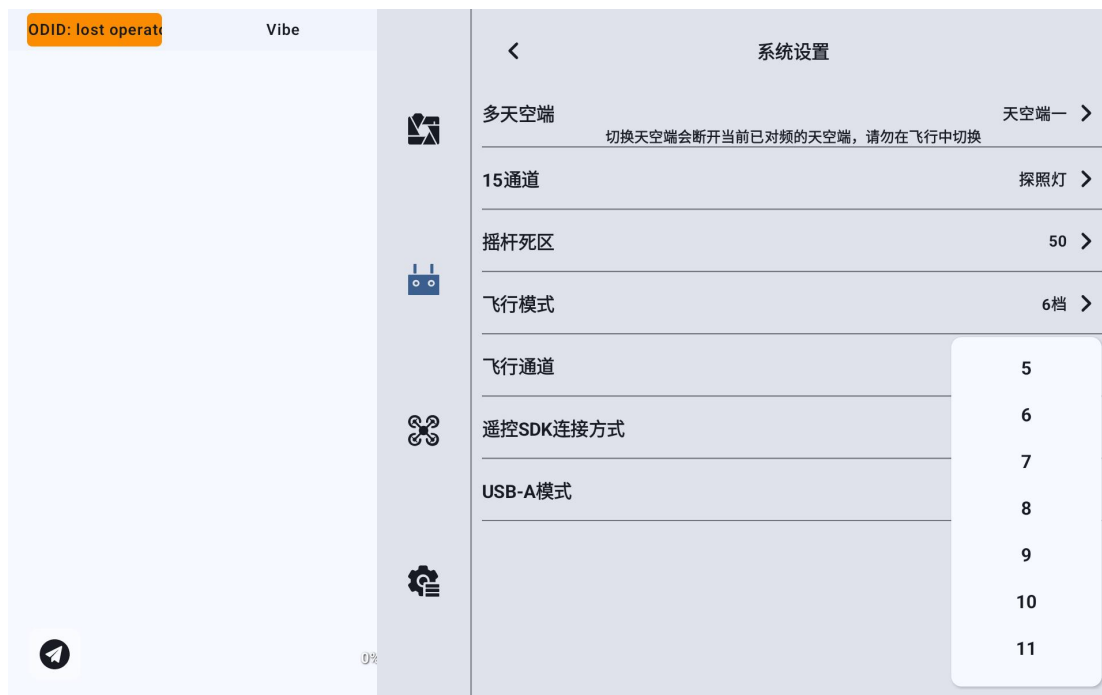 ODID: lost operato
Vibe
系统设置
多天空端
天空端一
切换天空端会断开当前已对频的天空端，请勿在飞行中切换
15通道
探照灯
摇杆死区
50
飞行模式
6档
飞行通道
5
6
遥控SDK连接方式
7
USB-A模式
8
9
10
11
0%